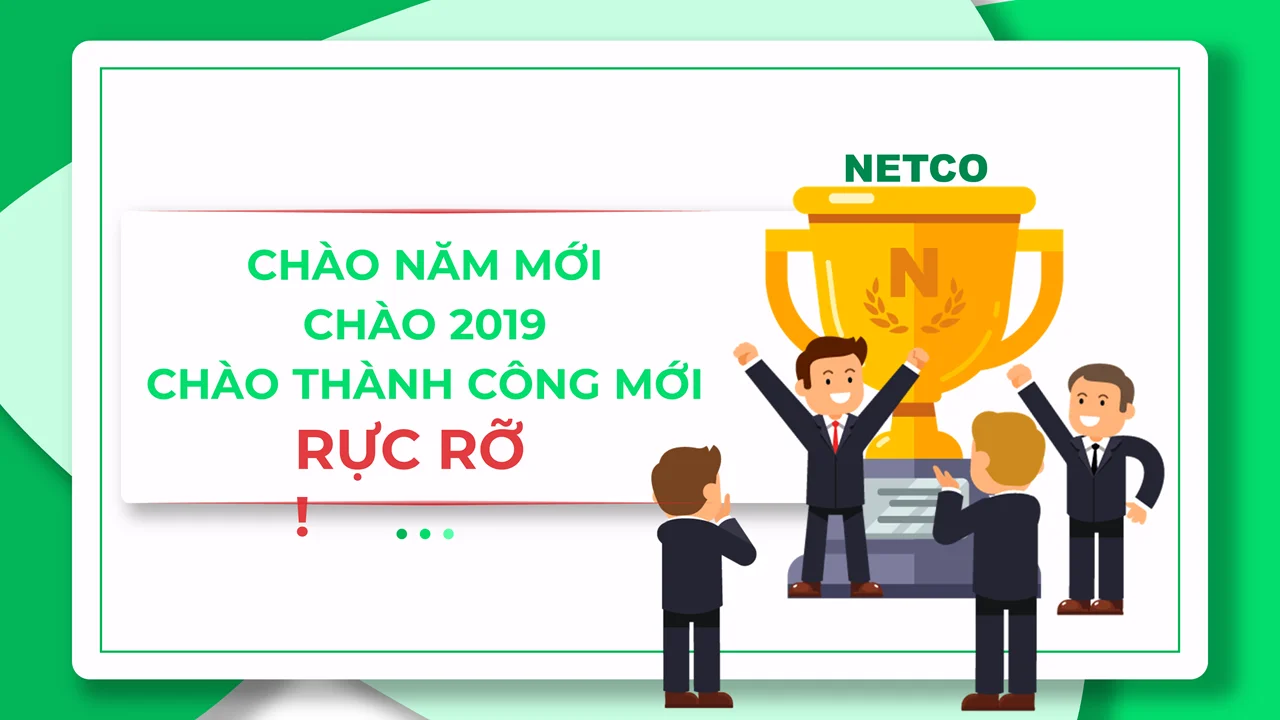 NETCO
N
CHÀO NĂM MỚI
CHÀO 2019
CHÀO THÀNH CÔNG MỚI
RỰC RỠ
!